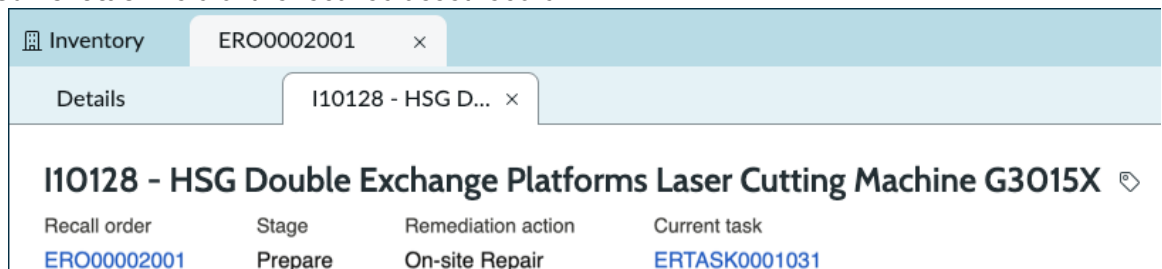 Inventory
ERO0002001 ×
Details
I10128 - HSG D... ×
I10128 - HSG Double Exchange Platforms Laser Cutting Machine G3015X
Recall order Stage Remediation action Current task
ERO00002001 Prepare On-site Repair ERTASK0001031